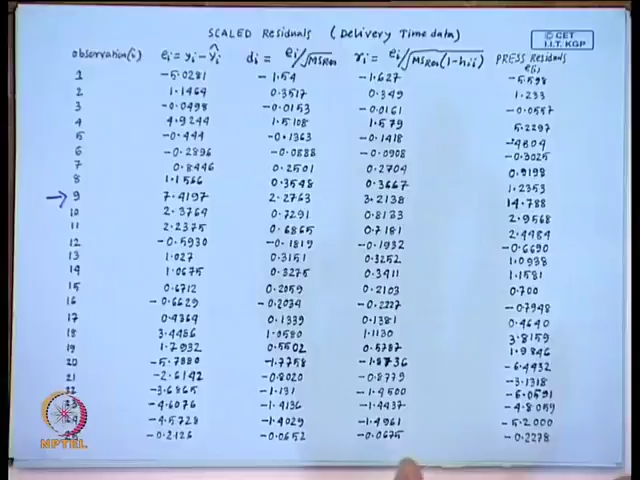 SCALED Residuals (Delivery Time data)
© CET
I.I.T. KGP
observation(i) eᵢ = yᵢ - ŷᵢ dᵢ = eᵢ/√MSRes rᵢ = eᵢ/√MSRes(1-hᵢᵢ) PRESS Residuals e(i)
1 -5.0281 -1.54 -1.627 -5.598
2 1.1464 0.3517 0.349 1.233
3 -0.0498 -0.0153 -0.0161 -0.0557
4 4.9244 1.5108 1.579 5.2297
5 -0.444 -0.1363 -0.1418 -4804
6 -0.2896 -0.0888 -0.0908 -0.3025
7 0.8446 0.2501 0.2704 0.9198
8 1.1566 0.3548 0.3667 1.2353
→ 9 7.4197 2.2763 3.2138 14.788
10 2.3764 0.7291 0.8133 2.9568
11 2.2375 0.6865 0.7181 2.4484
12 -0.5930 -0.1819 -0.1932 -0.6690
13 1.027 0.3151 0.3252 1.0938
14 1.0675 0.3275 0.3411 1.1581
15 0.6712 0.2059 0.2103 0.700
16 -0.6629 -0.2034 -0.2227 -0.7948
17 0.4364 0.1339 0.1381 0.4640
18 3.4486 1.0580 1.1130 3.8159
19 1.7932 0.5502 0.5787 1.9846
20 -5.7880 -1.7758 -1.8736 -6.4432
21 -2.6142 -0.8020 -0.8779 -3.1318
22 -3.6865 -1.131 -1.4500 -6.0591
23 -4.6076 -1.4136 -1.4437 -4.8059
24 -4.5728 -1.4029 -1.4961 -5.2000
25 -0.2126 -0.0652 -0.0675 -0.2278
NPTEL